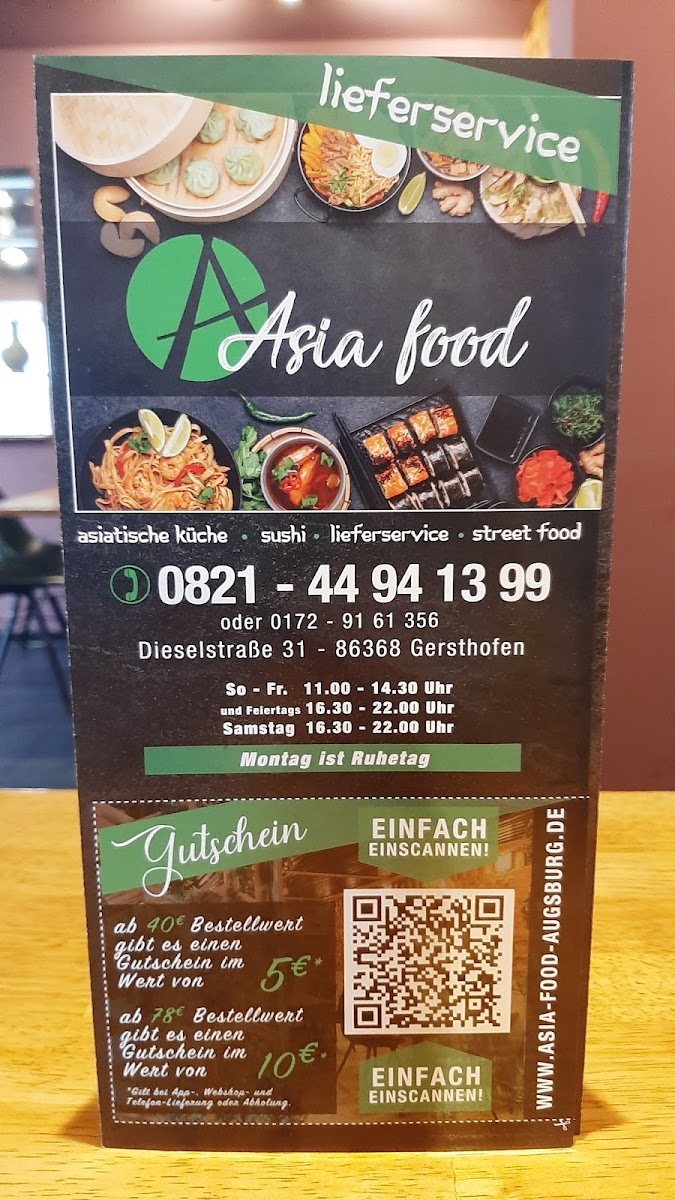 lieferservice
Asia food
asiatische küche • sushi • lieferservice • street food
0821 - 44 94 13 99
oder 0172 - 91 61 356
Dieselstraße 31 - 86368 Gersthofen
So - Fr. 11.00 - 14.30 Uhr
und Feiertags 16.30 - 22.00 Uhr
Samstag 16.30 - 22.00 Uhr
Montag ist Ruhetag
Gutschein
ab 40€ Bestellwert
gibt es einen
Gutschein im
Wert von 5€*
ab 78€ Bestellwert
gibt es einen
Gutschein im
Wert von 10€*
*Gilt bei App-, Webshop- und
Telefon-Lieferung oder Abholung.
EINFACH
EINSCANNEN!
EINFACH
EINSCANNEN!
WWW.ASIA-FOOD-AUGSBURG.DE